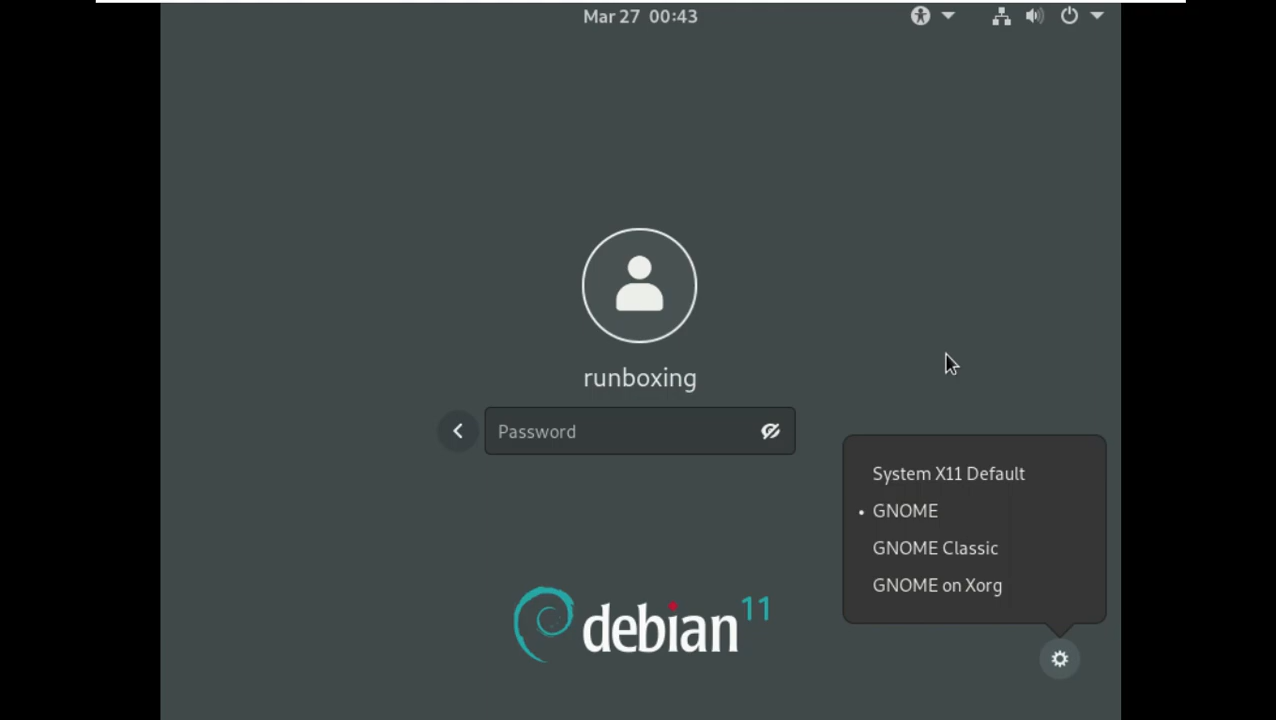 Mar 27 00:43
runboxing
Password
System X11 Default
• GNOME
GNOME Classic
GNOME on Xorg
debian 11